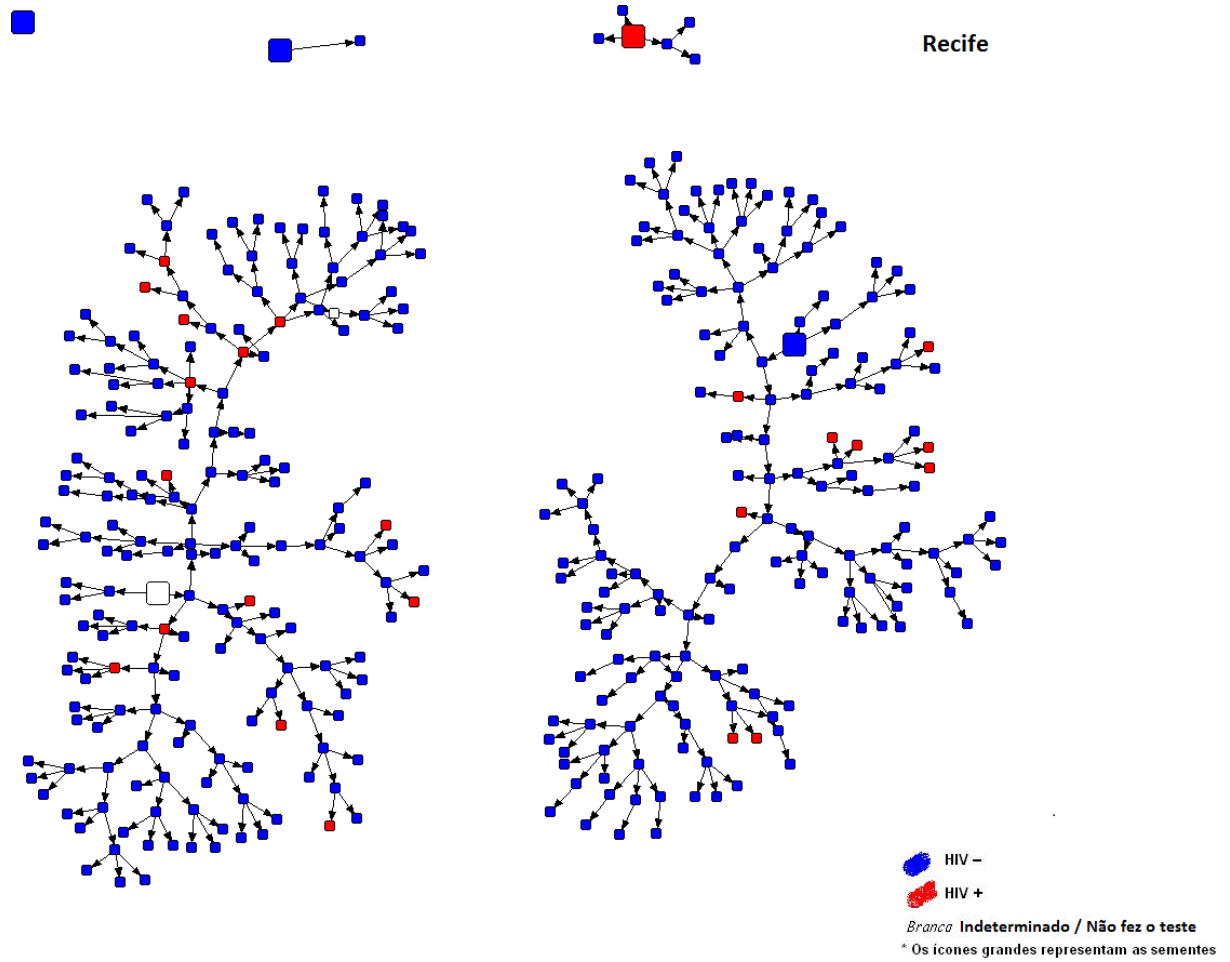 Recife
HIV –
HIV +
Branca Indeterminado / Não fez o teste
* Os ícones grandes representam as sementes